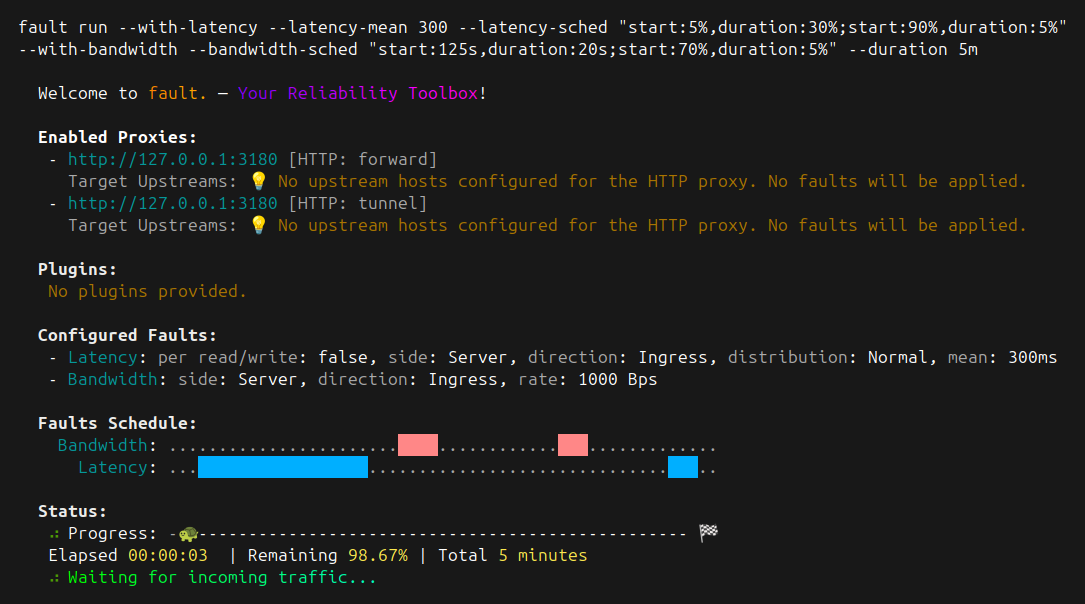 fault run --with-latency --latency-mean 300 --latency-sched "start:5%,duration:30%;start:90%,duration:5%"
--with-bandwidth --bandwidth-sched "start:125s,duration:20s;start:70%,duration:5%" --duration 5m
Welcome to fault. — Your Reliability Toolbox!
Enabled Proxies:
- http://127.0.0.1:3180 [HTTP: forward]
Target Upstreams: 💡 No upstream hosts configured for the HTTP proxy. No faults will be applied.
- http://127.0.0.1:3180 [HTTP: tunnel]
Target Upstreams: 💡 No upstream hosts configured for the HTTP proxy. No faults will be applied.
Plugins:
No plugins provided.
Configured Faults:
- Latency: per read/write: false, side: Server, direction: Ingress, distribution: Normal, mean: 300ms
- Bandwidth: side: Server, direction: Ingress, rate: 1000 Bps
Faults Schedule:
Bandwidth:
Latency:
Status:
Progress:
Elapsed 00:00:03 | Remaining 98.67% | Total 5 minutes
Waiting for incoming traffic...